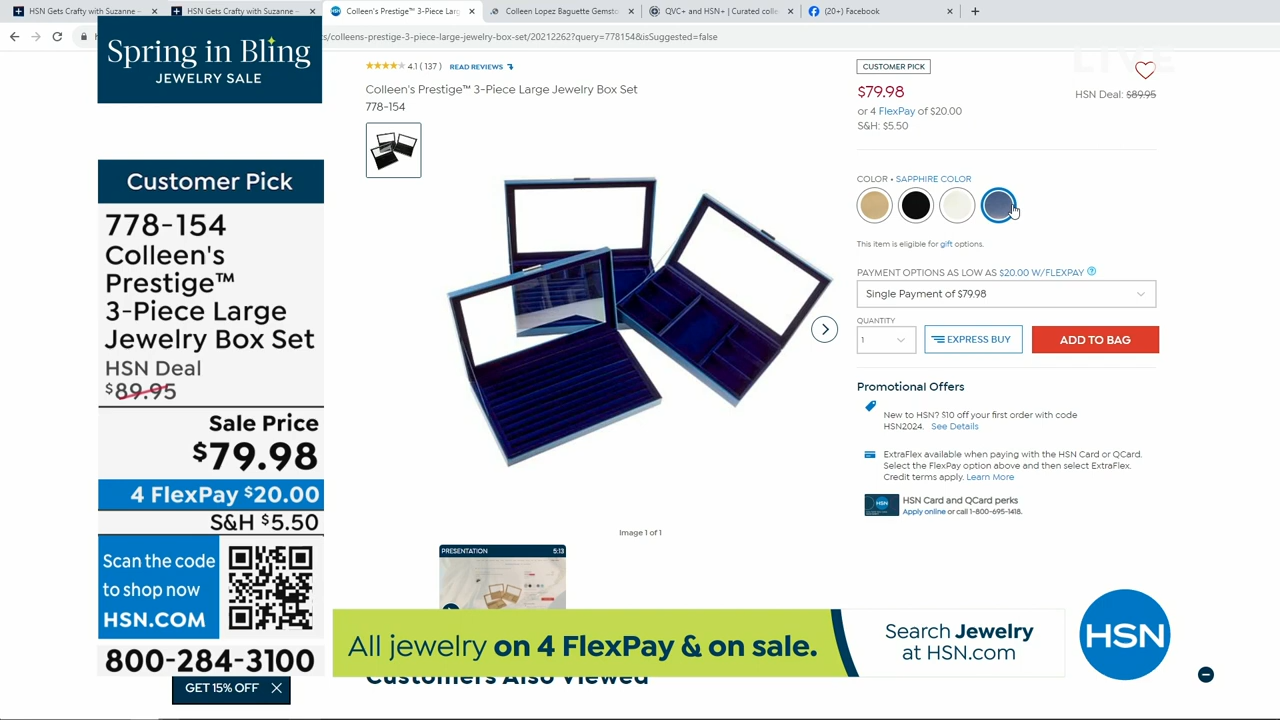 HSN Gets Crafty with Suzanne -
HSN Gets Crafty with Suzanne -
Colleen's Prestige™ 3-Piece Larg
Colleen Lopez Baguette Gemsto
QVC+ and HSN+ | Curated colle
(20+) Facebook
s/colleens-prestige-3-piece-large-jewelry-box-set/20212262?query=778154&isSuggested=false
LIVE
Spring in Bling
JEWELRY SALE
Customer Pick
778-154
Colleen's
Prestige™
3-Piece Large
Jewelry Box Set
HSN Deal
$89.95
Sale Price
$79.98
4 FlexPay $20.00
S&H $5.50
Scan the code
to shop now
HSN.COM
800-284-3100
GET 15% OFF
4.1 ( 137 ) READ REVIEWS
Colleen's Prestige™ 3-Piece Large Jewelry Box Set
778-154
Image 1 of 1
PRESENTATION 5:13
CUSTOMER PICK
$79.98
HSN Deal: $89.95
or 4 FlexPay of $20.00
S&H: $5.50
COLOR • SAPPHIRE COLOR
This item is eligible for gift options.
PAYMENT OPTIONS AS LOW AS $20.00 W/FLEXPAY ?
Single Payment of $79.98
QUANTITY
1
EXPRESS BUY
ADD TO BAG
Promotional Offers
New to HSN? $10 off your first order with code
HSN2024. See Details
ExtraFlex available when paying with the HSN Card or QCard.
Select the FlexPay option above and then select ExtraFlex.
Credit terms apply. Learn More
HSN
HSN Card and QCard perks
Apply online or call 1-800-695-1418.
All jewelry on 4 FlexPay & on sale.
Search Jewelry
at HSN.com
HSN
Customers Also Viewed